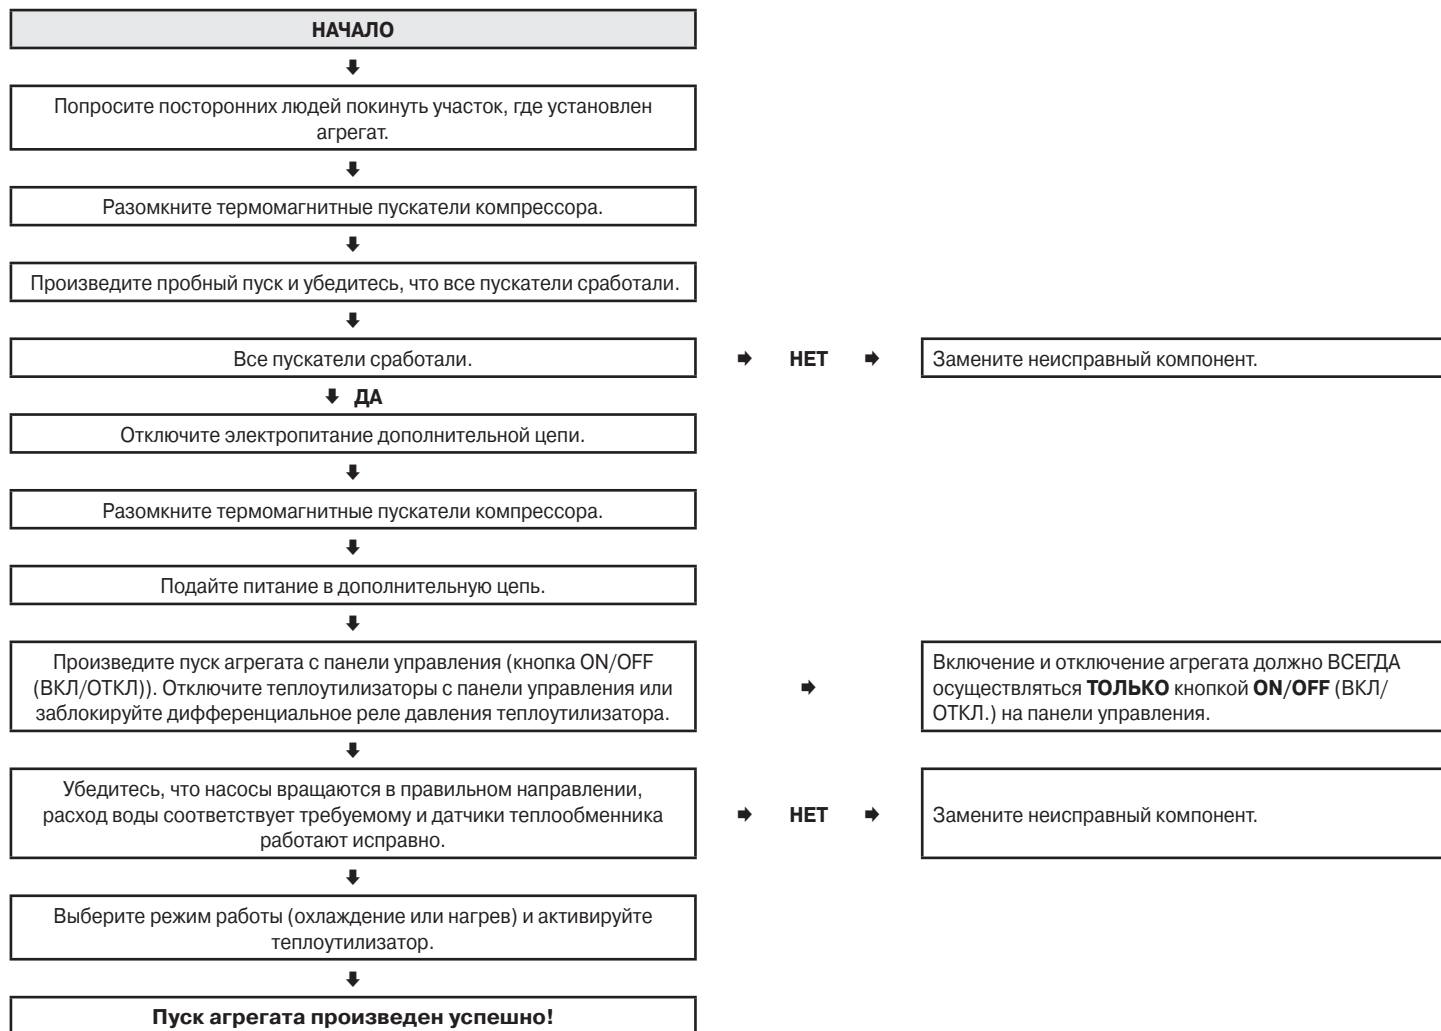 НАЧАЛО
Попросите посторонних людей покинуть участок, где установлен
агрегат.
Разомкните термомагнитные пускатели компрессора.
Произведите пробный пуск и убедитесь, что все пускатели сработали.
Все пускатели сработали.
НЕТ
Замените неисправный компонент.
ДА
Отключите электропитание дополнительной цепи.
Разомкните термомагнитные пускатели компрессора.
Подайте питание в дополнительную цепь.
Произведите пуск агрегата с панели управления (кнопка ON/OFF
(ВКЛ/ОТКЛ)). Отключите теплоутилизаторы с панели управления или
заблокируйте дифференциальное реле давления теплоутилизатора.
Включение и отключение агрегата должно ВСЕГДА
осуществляться ТОЛЬКО кнопкой ON/OFF (ВКЛ/
ОТКЛ.) на панели управления.
Убедитесь, что насосы вращаются в правильном направлении,
расход воды соответствует требуемому и датчики теплообменника
работают исправно.
НЕТ
Замените неисправный компонент.
Выберите режим работы (охлаждение или нагрев) и активируйте
теплоутилизатор.
Пуск агрегата произведен успешно!